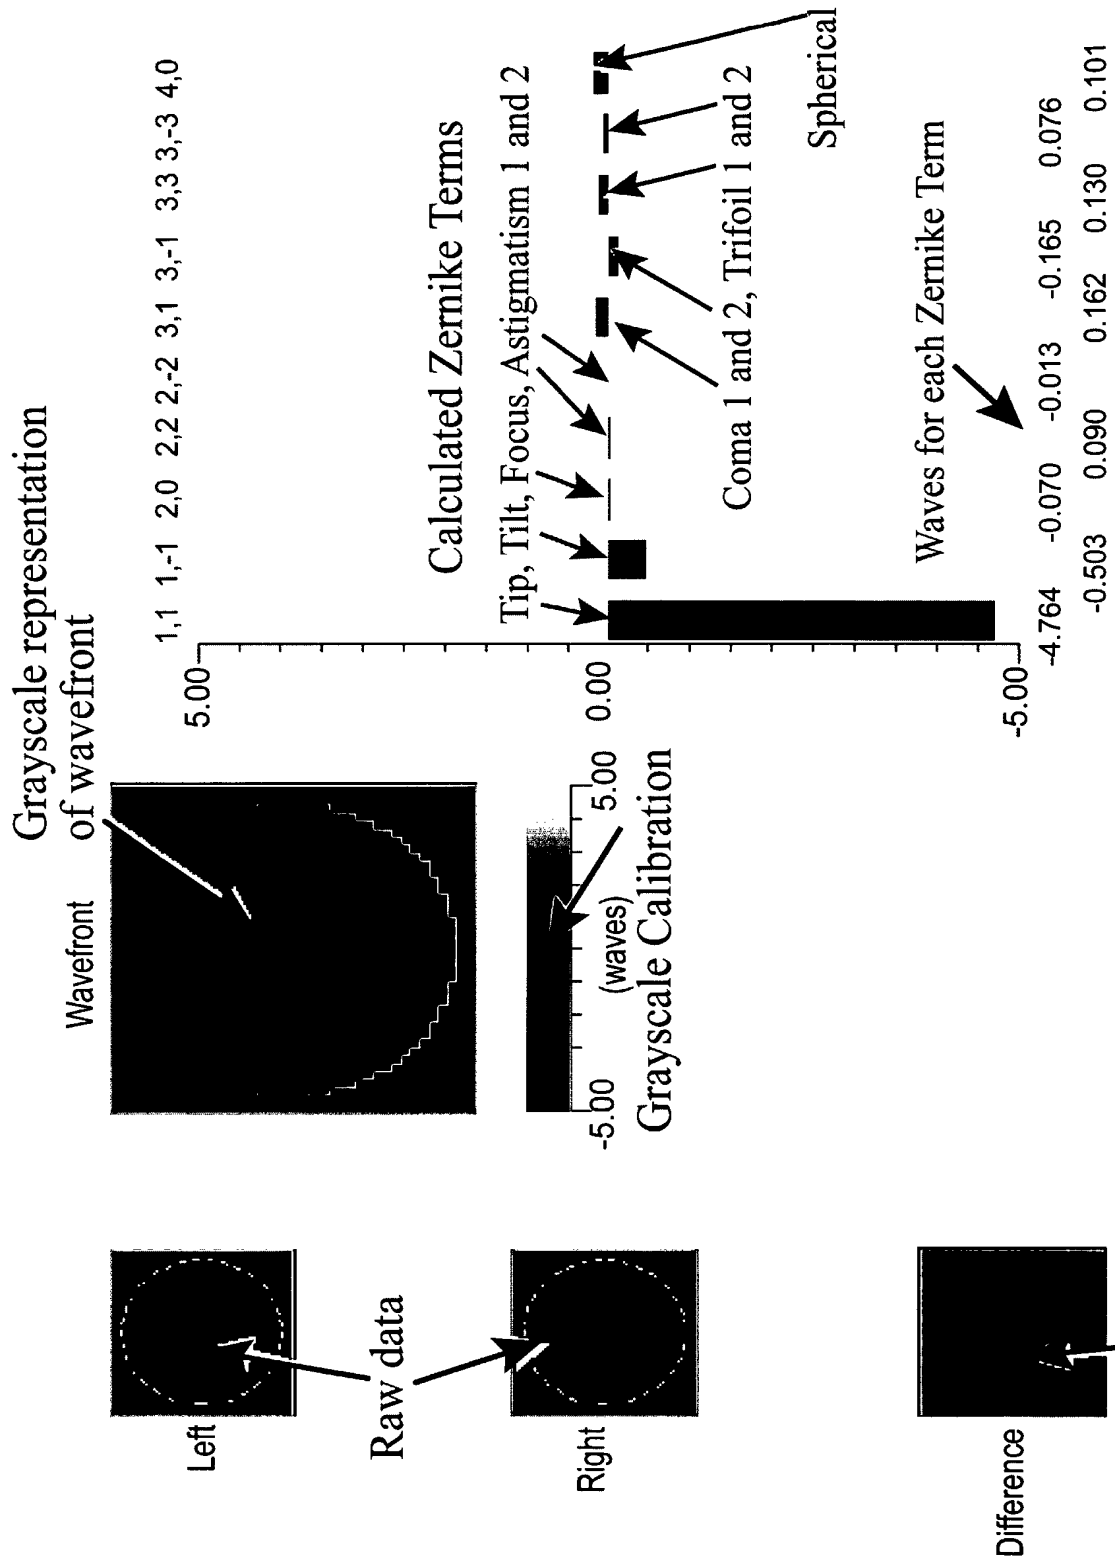 Left
Raw data
Right
Difference
Grayscale representation
of wavefront
Wavefront
-5.00
5.00
(waves)
Grayscale Calibration
1,1 1,-1 2,0 2,2 2,-2 3,1 3,-1 3,3 3,-3 4,0
5.00
Calculated Zernike Terms
Tip, Tilt, Focus, Astigmatism 1 and 2
0.00
Coma 1 and 2, Trifoil 1 and 2
Spherical
Waves for each Zernike Term
-5.00
-4.764 -0.070 -0.013 -0.165 0.076
-0.503 0.090 0.162 0.130 0.101